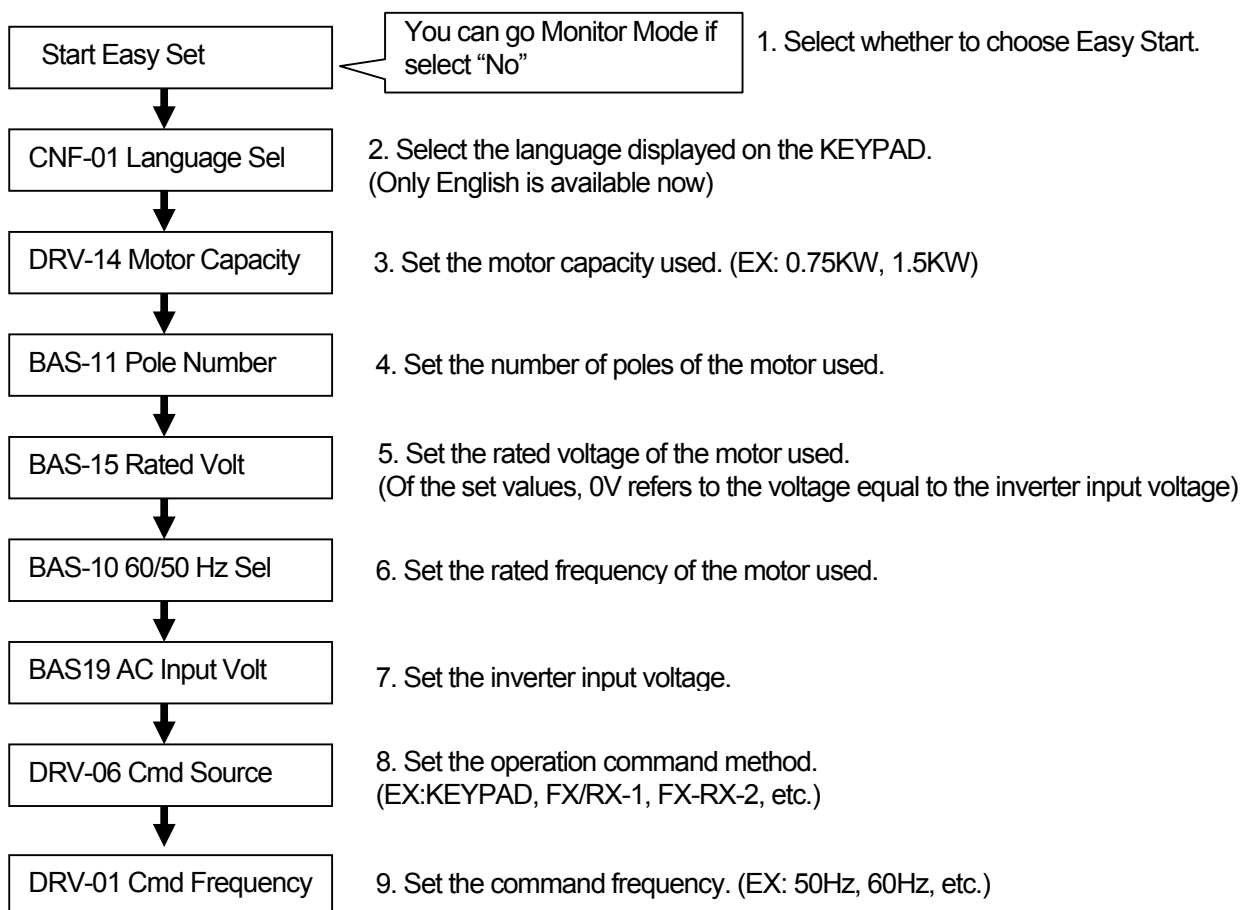 Start Easy Set
You can go Monitor Mode if
select “No”
1. Select whether to choose Easy Start.
CNF-01 Language Sel
2. Select the language displayed on the KEYPAD.
(Only English is available now)
DRV-14 Motor Capacity
3. Set the motor capacity used. (EX: 0.75KW, 1.5KW)
BAS-11 Pole Number
4. Set the number of poles of the motor used.
BAS-15 Rated Volt
5. Set the rated voltage of the motor used.
(Of the set values, 0V refers to the voltage equal to the inverter input voltage)
BAS-10 60/50 Hz Sel
6. Set the rated frequency of the motor used.
BAS19 AC Input Volt
7. Set the inverter input voltage.
DRV-06 Cmd Source
8. Set the operation command method.
(EX:KEYPAD, FX/RX-1, FX-RX-2, etc.)
DRV-01 Cmd Frequency
9. Set the command frequency. (EX: 50Hz, 60Hz, etc.)